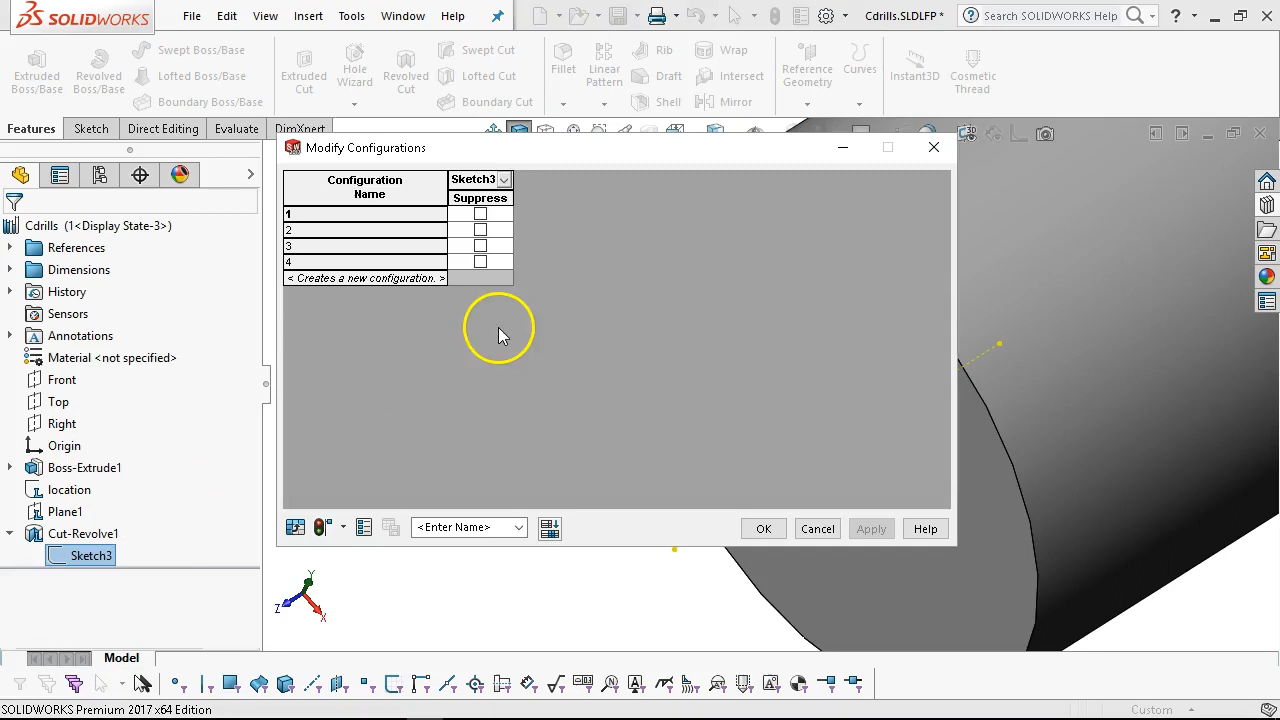 SOLIDWORKS File Edit View Insert Tools Window Help Cdrills.SLDLFP * Search SOLIDWORKS Help ?
Extruded Boss/Base
Revolved Boss/Base
Swept Boss/Base
Lofted Boss/Base
Boundary Boss/Base
Extruded Cut
Hole Wizard
Revolved Cut
Swept Cut
Lofted Cut
Boundary Cut
Fillet
Linear Pattern
Rib
Draft
Shell
Wrap
Intersect
Mirror
Reference Geometry
Curves
Instant3D
Cosmetic Thread
Features Sketch Direct Editing Evaluate DimXpert
Modify Configurations
Configuration Name
Sketch3
Suppress
1
2
3
4
< Creates a new configuration. >
<Enter Name>
OK Cancel Apply Help
Cdrills (1<Display State-3>)
References
Dimensions
History
Sensors
Annotations
Material <not specified>
Front
Top
Right
Origin
Boss-Extrude1
location
Plane1
Cut-Revolve1
Sketch3
Y
Z
X
Model
SOLIDWORKS Premium 2017 x64 Edition
Custom